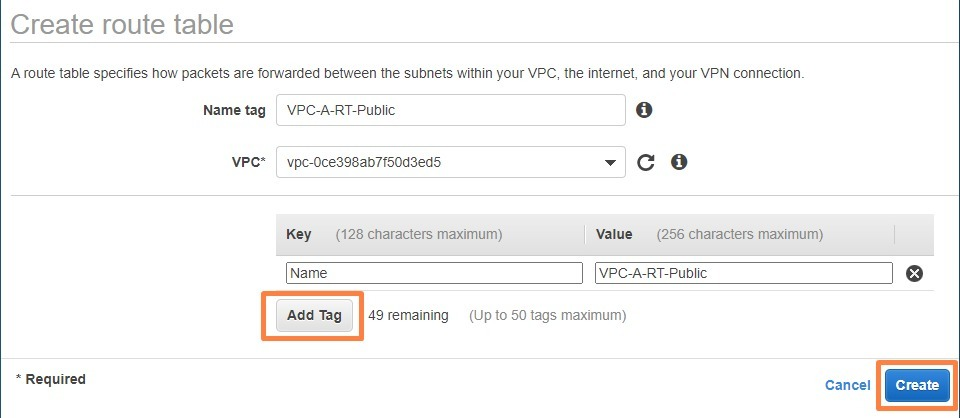 Create route table
A route table specifies how packets are forwarded between the subnets within your VPC, the internet, and your VPN connection.
Name tag VPC-A-RT-Public
VPC* vpc-0ce398ab7f50d3ed5
Key (128 characters maximum) Value (256 characters maximum)
Name VPC-A-RT-Public
Add Tag 49 remaining (Up to 50 tags maximum)
* Required Cancel Create